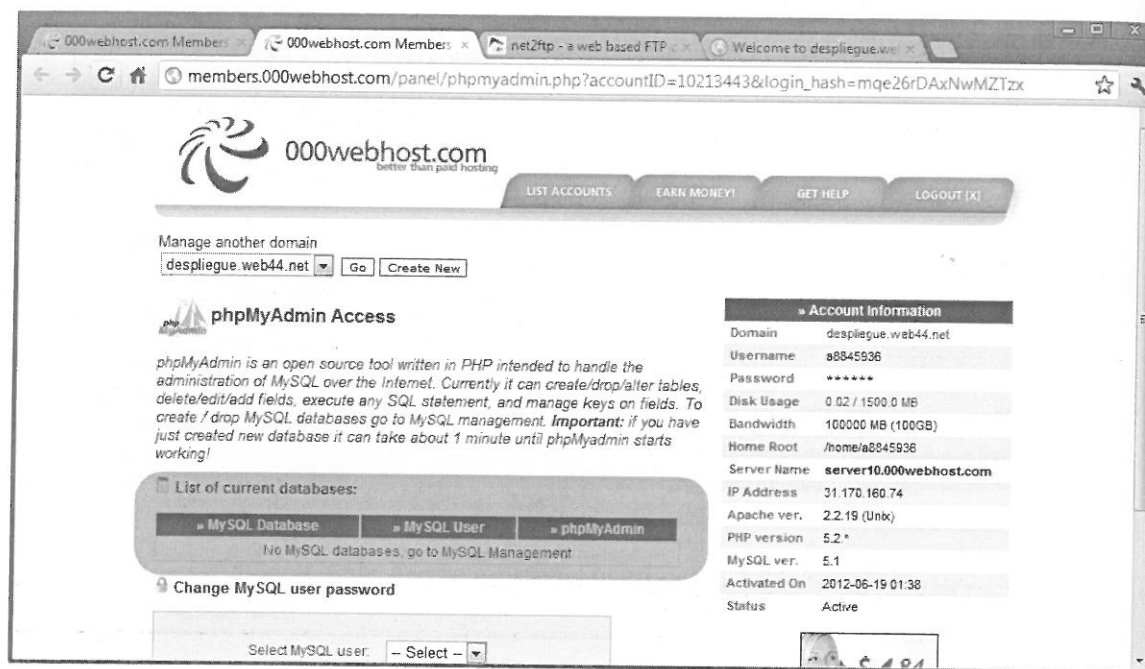 000webhost.com Members ×
000webhost.com Members ×
net2ftp - a web based FTP c ×
Welcome to despliegue.we ×
members.000webhost.com/panel/phpmyadmin.php?accountID=10213443&login_hash=mqe26rDAxNwMZTzx
000webhost.com
better than paid hosting
LIST ACCOUNTS EARN MONEY! GET HELP LOGOUT [X]
Manage another domain
despliegue.web44.net Go Create New
phpMyAdmin Access
phpMyAdmin is an open source tool written in PHP intended to handle the
administration of MySQL over the Internet. Currently it can create/drop/alter tables,
delete/edit/add fields, execute any SQL statement, and manage keys on fields. To
create / drop MySQL databases go to MySQL management. Important: if you have
just created new database it can take about 1 minute until phpMyadmin starts
working!
List of current databases:
» MySQL Database » MySQL User » phpMyAdmin
No MySQL databases, go to MySQL Management
Change MySQL user password
Select MySQL user: -- Select --
» Account Information
Domain despliegue.web44.net
Username a8845936
Password ******
Disk Usage 0.02 / 1500.0 MB
Bandwidth 100000 MB (100GB)
Home Root /home/a8845936
Server Name server10.000webhost.com
IP Address 31.170.160.74
Apache ver. 2.2.19 (Unix)
PHP version 5.2.*
MySQL ver. 5.1
Activated On 2012-06-19 01:38
Status Active